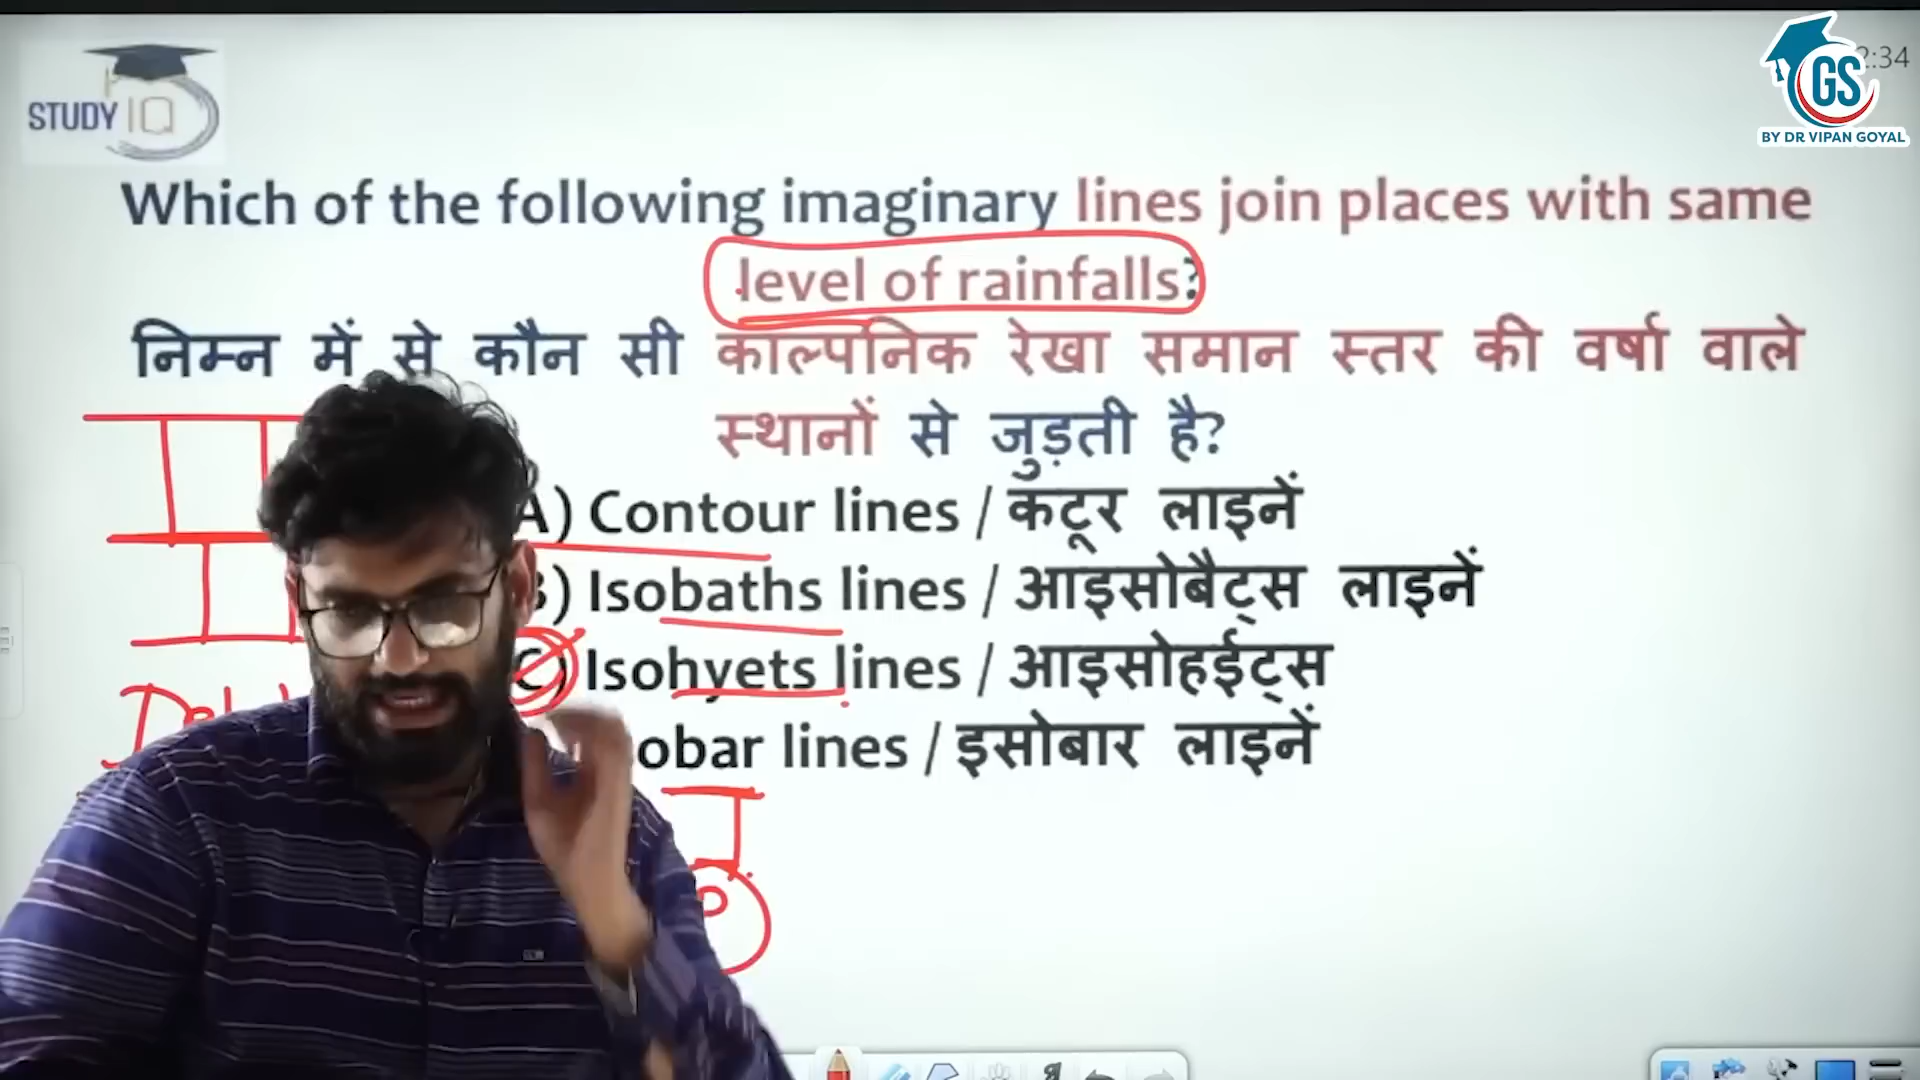 STUDY IQ
2:34
GS
BY DR VIPAN GOYAL
Which of the following imaginary lines join places with same
level of rainfalls?
निम्न में से कौन सी काल्पनिक रेखा समान स्तर की वर्षा वाले
स्थानों से जुड़ती है?
A) Contour lines / कंटूर लाइनें
B) Isobaths lines / आइसोबैट्स लाइनें
C) Isohyets lines / आइसोहईट्स
obar lines / इसोबार लाइनें